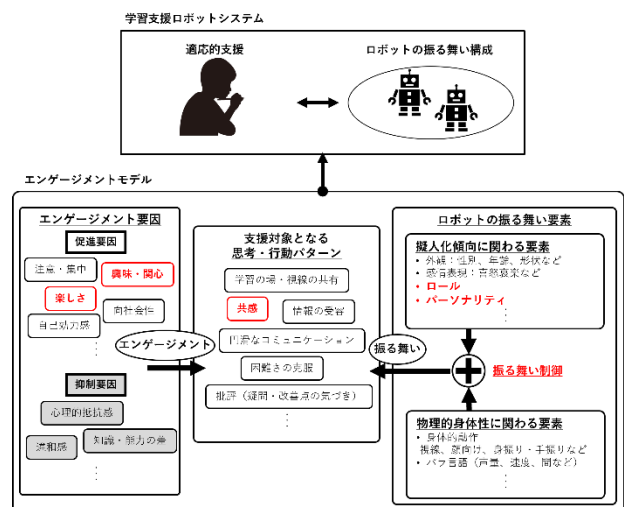 学習支援ロボットシステム
適応的支援
ロボットの振る舞い構成
エンゲージメントモデル
エンゲージメント要因
促進要因
注意・集中
興味・関心
楽しさ
向社会性
自己効力感
⋮
抑制要因
心理的抵抗感
違和感
知識・能力の差
⋮
エンゲージメント
支援対象となる
思考・行動パターン
学習の場・視線の共有
共感
情報の受容
円滑なコミュニケーション
困難さの克服
批評（疑問・改善点の気づき）
⋮
振る舞い
ロボットの振る舞い要素
擬人化傾向に関わる要素
• 外観：性別、年齢、形状など
• 感情表現：喜怒哀楽など
• ロール
• パーソナリティ
⋮
振る舞い制御
物理的身体性に関わる要素
• 身体的動作
視線、顔向け、身振り・手振りなど
• パラ言語（声量、速度、間など）
⋮